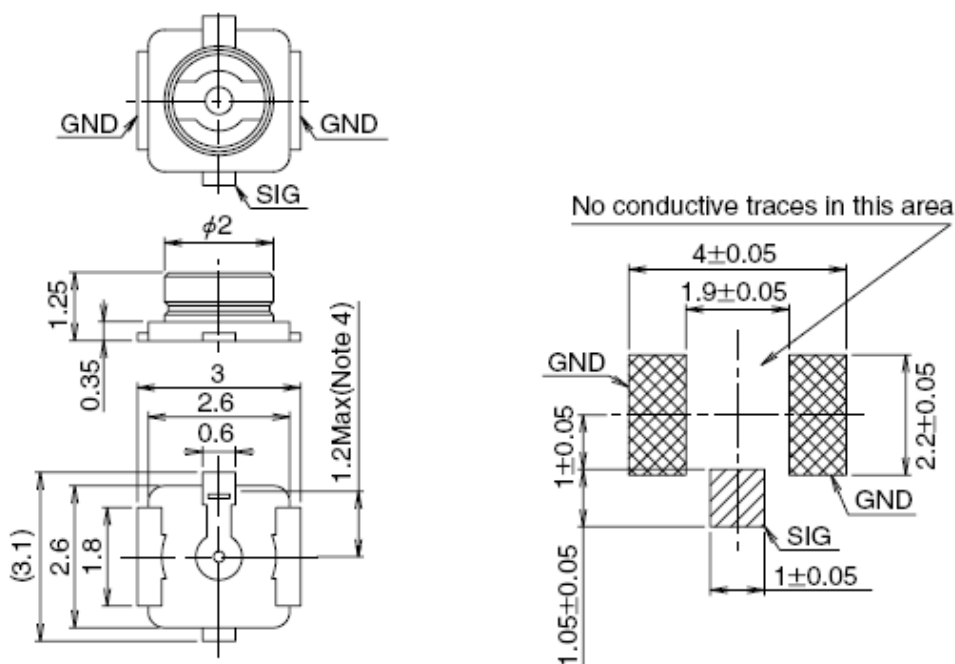 GND
GND
SIG
ϕ2
1.25
0.35
3
2.6
0.6
1.2Max(Note 4)
(3.1)
2.6
1.8
No conductive traces in this area
4±0.05
1.9±0.05
GND
2.2±0.05
1±0.05
GND
SIG
1±0.05
1.05±0.05